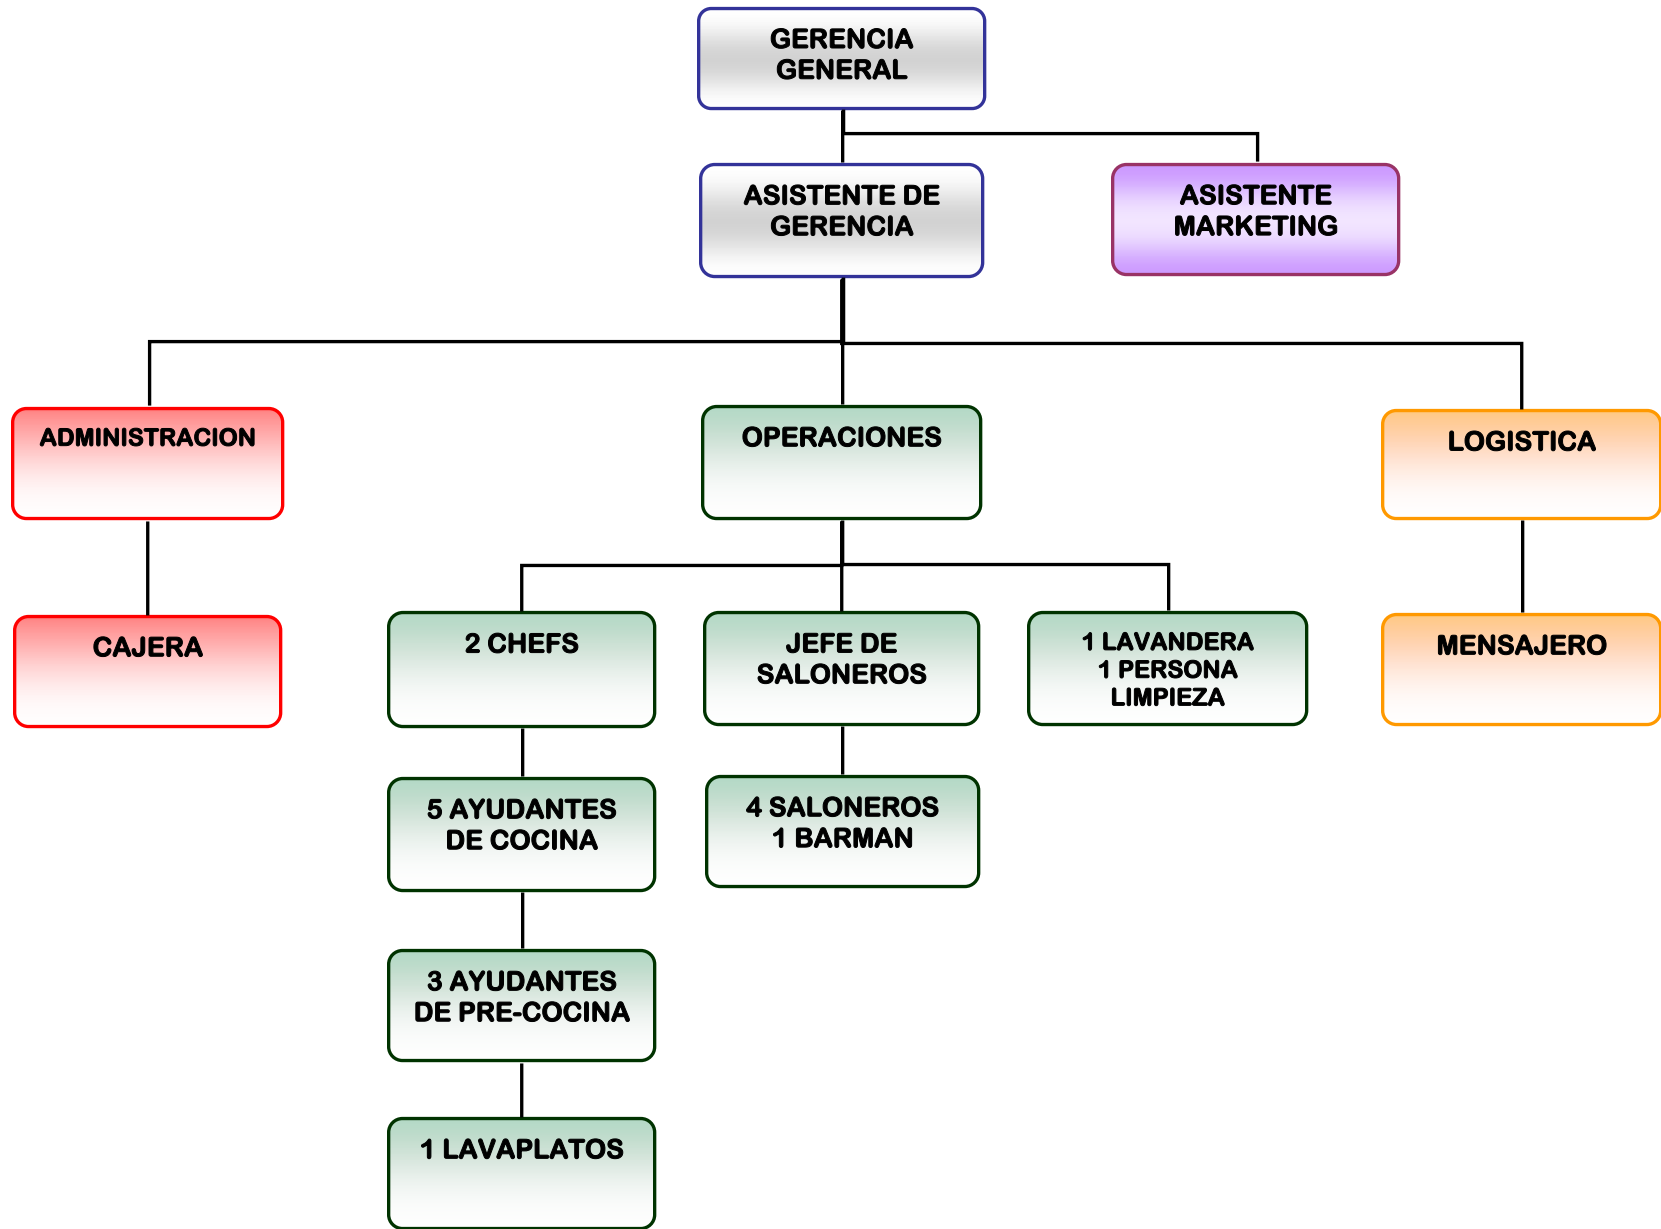 GERENCIA
GENERAL
ASISTENTE DE
GERENCIA
ASISTENTE
MARKETING
ADMINISTRACION
OPERACIONES
LOGISTICA
CAJERA
2 CHEFS
JEFE DE
SALONEROS
1 LAVANDERA
1 PERSONA
LIMPIEZA
MENSAJERO
5 AYUDANTES
DE COCINA
4 SALONEROS
1 BARMAN
3 AYUDANTES
DE PRE-COCINA
1 LAVAPLATOS